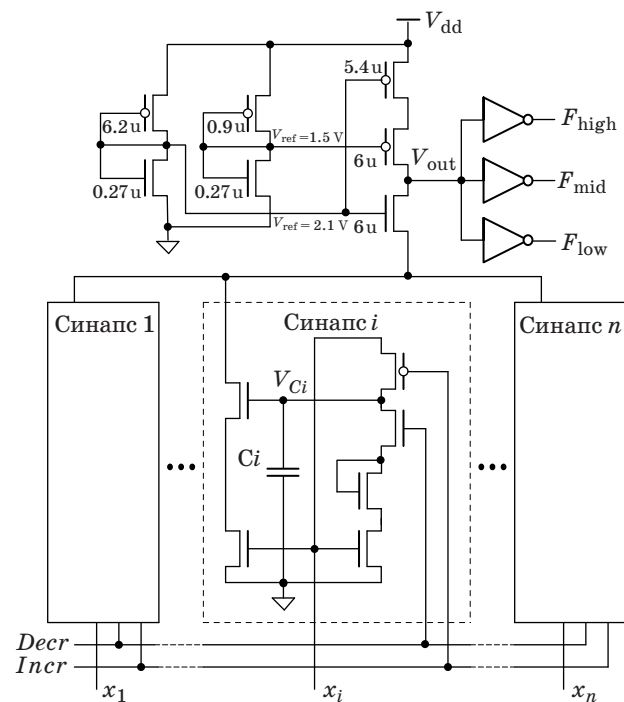 V_dd
5.4u
6.2u
0.9u
V_ref = 1.5 V
F_high
6u
V_out
0.27u
0.27u
F_mid
V_ref = 2.1 V
6u
F_low
Синапс 1
Синапс i
Синапс n
V_Ci
Ci
Decr
Incr
x_1
x_i
x_n